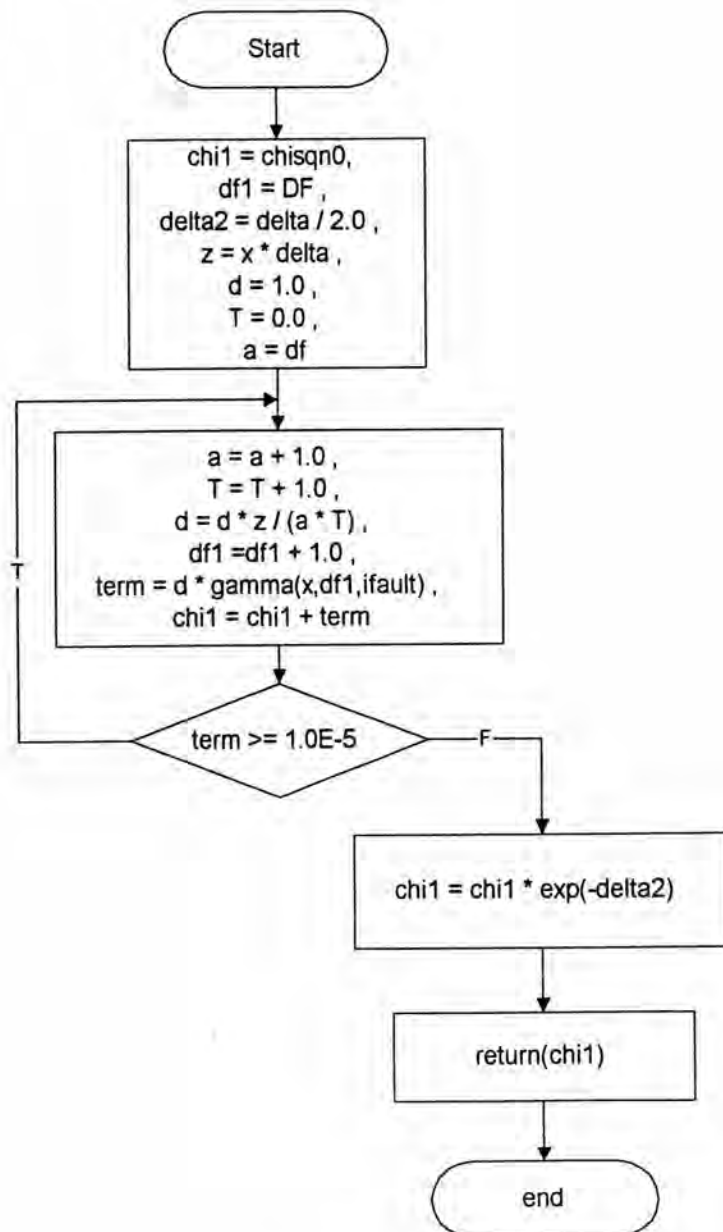 Start
chi1 = chisqn0,
df1 = DF ,
delta2 = delta / 2.0 ,
z = x * delta ,
d = 1.0 ,
T = 0.0 ,
a = df
a = a + 1.0 ,
T = T + 1.0 ,
d = d * z / (a * T) ,
df1 =df1 + 1.0 ,
term = d * gamma(x,df1,ifault) ,
chi1 = chi1 + term
T
term >= 1.0E-5
F
chi1 = chi1 * exp(-delta2)
return(chi1)
end